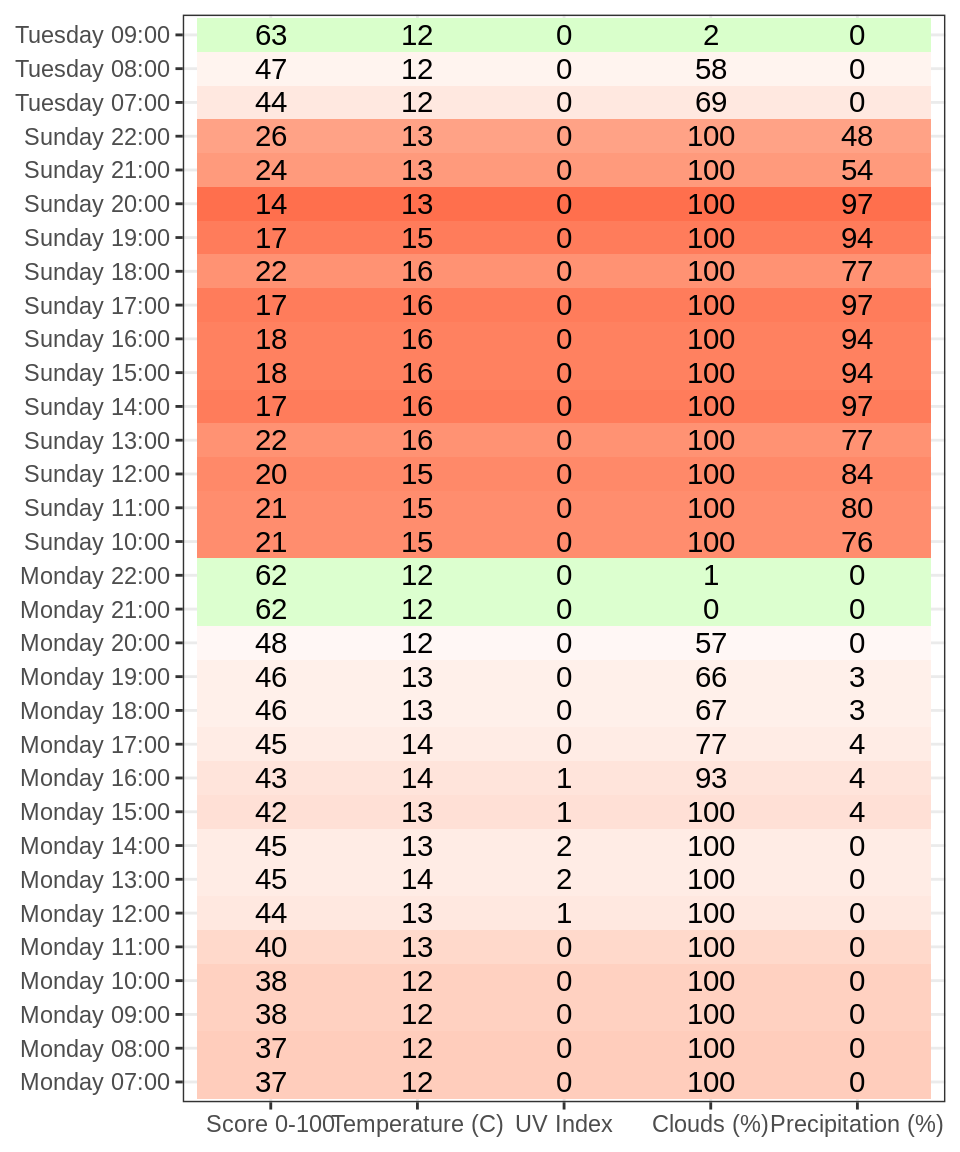 Tuesday 09:00 63 12 0 2 0
Tuesday 08:00 47 12 0 58 0
Tuesday 07:00 44 12 0 69 0
Sunday 22:00 26 13 0 100 48
Sunday 21:00 24 13 0 100 54
Sunday 20:00 14 13 0 100 97
Sunday 19:00 17 15 0 100 94
Sunday 18:00 22 16 0 100 77
Sunday 17:00 17 16 0 100 97
Sunday 16:00 18 16 0 100 94
Sunday 15:00 18 16 0 100 94
Sunday 14:00 17 16 0 100 97
Sunday 13:00 22 16 0 100 77
Sunday 12:00 20 15 0 100 84
Sunday 11:00 21 15 0 100 80
Sunday 10:00 21 15 0 100 76
Monday 22:00 62 12 0 1 0
Monday 21:00 62 12 0 0 0
Monday 20:00 48 12 0 57 0
Monday 19:00 46 13 0 66 3
Monday 18:00 46 13 0 67 3
Monday 17:00 45 14 0 77 4
Monday 16:00 43 14 1 93 4
Monday 15:00 42 13 1 100 4
Monday 14:00 45 13 2 100 0
Monday 13:00 45 14 2 100 0
Monday 12:00 44 13 1 100 0
Monday 11:00 40 13 0 100 0
Monday 10:00 38 12 0 100 0
Monday 09:00 38 12 0 100 0
Monday 08:00 37 12 0 100 0
Monday 07:00 37 12 0 100 0
Score 0-100 Temperature (C) UV Index Clouds (%) Precipitation (%)